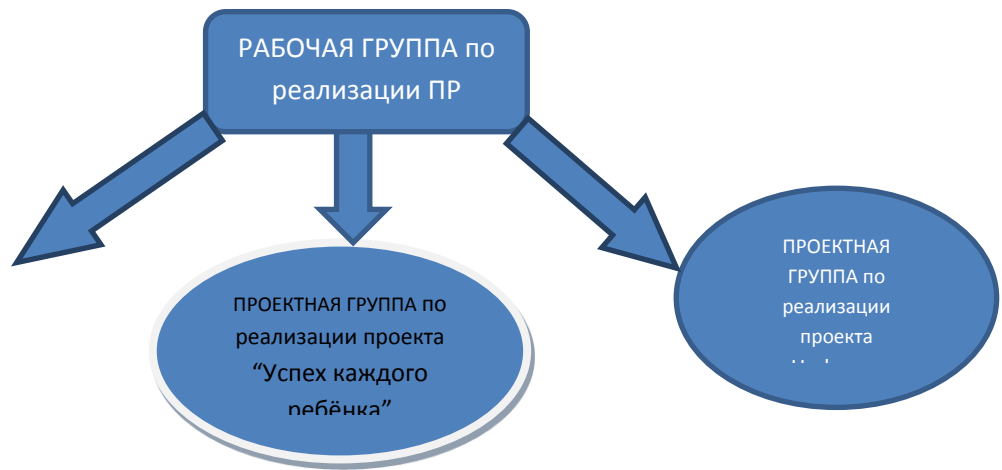 РАБОЧАЯ ГРУППА по
реализации ПР
ПРОЕКТНАЯ ГРУППА по
реализации проекта
“Успех каждого
ребёнка”
ПРОЕКТНАЯ
ГРУППА по
реализации
проекта